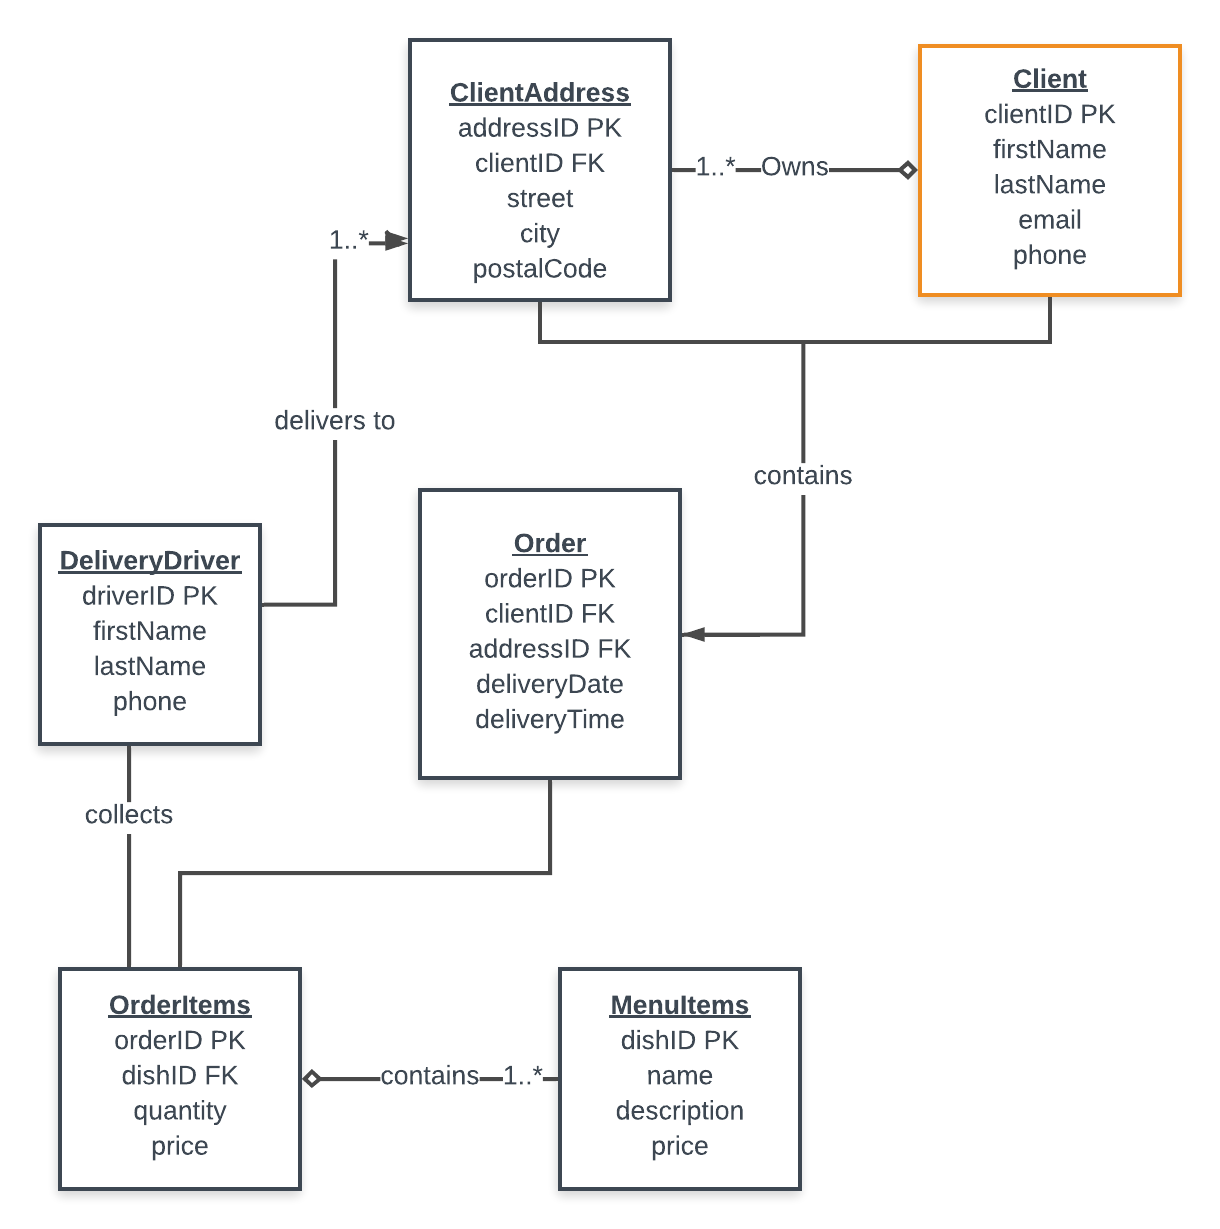 ClientAddress
addressID PK
clientID FK
street
city
postalCode
1..*
Owns
Client
clientID PK
firstName
lastName
email
phone
1..*
delivers to
contains
DeliveryDriver
driverID PK
firstName
lastName
phone
Order
orderID PK
clientID FK
addressID FK
deliveryDate
deliveryTime
collects
OrderItems
orderID PK
dishID FK
quantity
price
contains
1..*
MenuItems
dishID PK
name
description
price